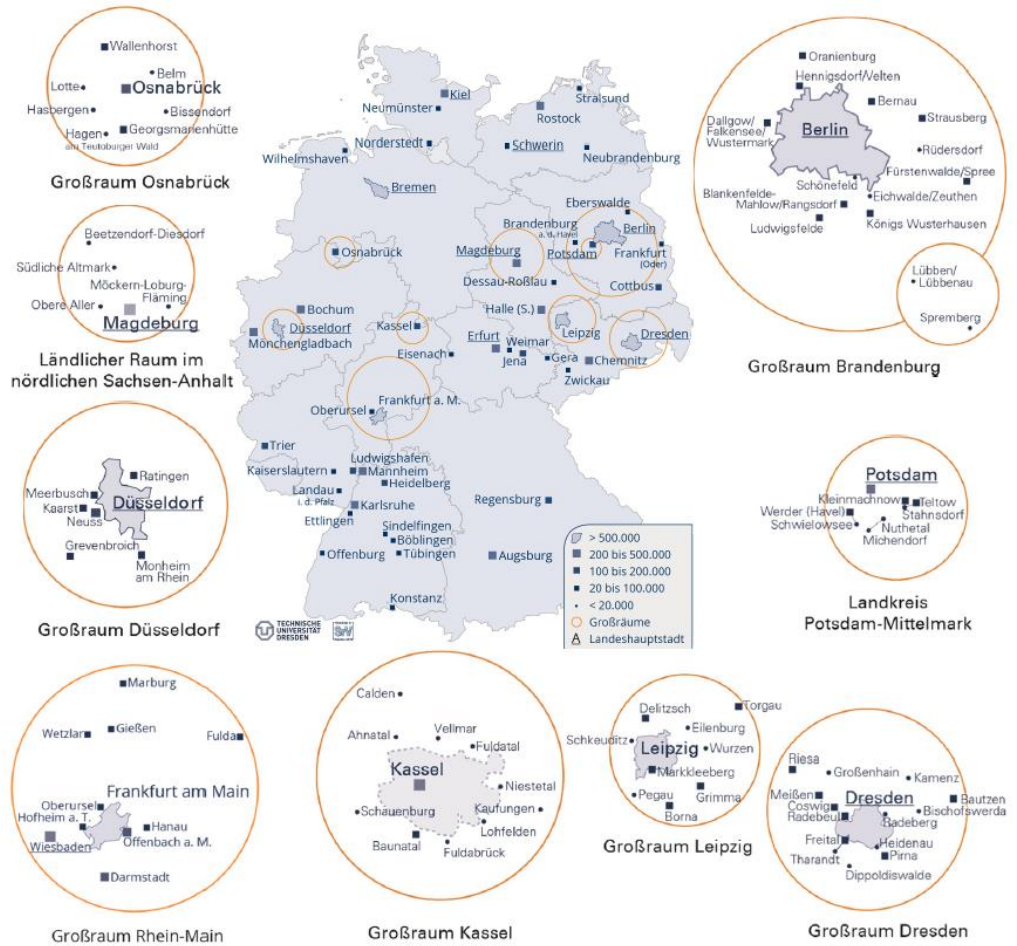 Wallenhorst
Belm
Lotte
Osnabrück
Hasbergen
Bissendorf
Hagen
am Teutoburger Wald
Georgsmarienhütte
Großraum Osnabrück
Beetzendorf-Diesdorf
Südliche Altmark
Möckern-Loburg-
Fläming
Obere Aller
Magdeburg
Ländlicher Raum im
nördlichen Sachsen-Anhalt
Ratingen
Meerbusch
Düsseldorf
Kaarst
Neuss
Grevenbroich
Monheim
am Rhein
Großraum Düsseldorf
Kiel
Stralsund
Neumünster
Rostock
Norderstedt
Schwerin
Wilhelmshaven
Neubrandenburg
Bremen
Eberswalde
Brandenburg
a. d. Havel
Berlin
Osnabrück
Magdeburg
Potsdam
Frankfurt
(Oder)
Dessau-Roßlau
Cottbus
Bochum
Halle (S.)
Düsseldorf
Kassel
Leipzig
Dresden
Mönchengladbach
Erfurt
Weimar
Eisenach
Jena
Gera
Chemnitz
Zwickau
Frankfurt a. M.
Oberursel
Trier
Ludwigshafen
Kaiserslautern
Mannheim
Heidelberg
Landau
i. d. Pfalz
Karlsruhe
Regensburg
Ettlingen
Sindelfingen
Böblingen
Offenburg
Tübingen
Augsburg
Konstanz
> 500.000
200 bis 500.000
100 bis 200.000
20 bis 100.000
< 20.000
Großräume
A Landeshauptstadt
TECHNISCHE
UNIVERSITÄT
DRESDEN
SrV
Oranienburg
Hennigsdorf/Velten
Bernau
Dallgow/
Falkensee/
Wustermark
Berlin
Strausberg
Rüdersdorf
Fürstenwalde/Spree
Schönefeld
Eichwalde/Zeuthen
Blankenfelde-
Mahlow/Rangsdorf
Ludwigsfelde
Königs Wusterhausen
Lübben/
Lübbenau
Spremberg
Großraum Brandenburg
Potsdam
Kleinmachnow
Teltow
Werder (Havel)
Stahnsdorf
Schwielowsee
Nuthetal
Michendorf
Landkreis
Potsdam-Mittelmark
Marburg
Gießen
Wetzlar
Fulda
Frankfurt am Main
Oberursel
Hofheim a. T.
Hanau
Wiesbaden
Offenbach a. M.
Darmstadt
Großraum Rhein-Main
Calden
Ahnatal
Vellmar
Fuldatal
Kassel
Niestetal
Schauenburg
Kaufungen
Lohfelden
Baunatal
Fuldabrück
Großraum Kassel
Delitzsch
Torgau
Eilenburg
Schkeuditz
Leipzig
Wurzen
Markkleeberg
Pegau
Grimma
Borna
Großraum Leipzig
Riesa
Großenhain
Kamenz
Meißen
Bautzen
Coswig
Dresden
Bischofswerda
Radebeul
Radeberg
Freital
Heidenau
Tharandt
Pirna
Dippoldiswalde
Großraum Dresden